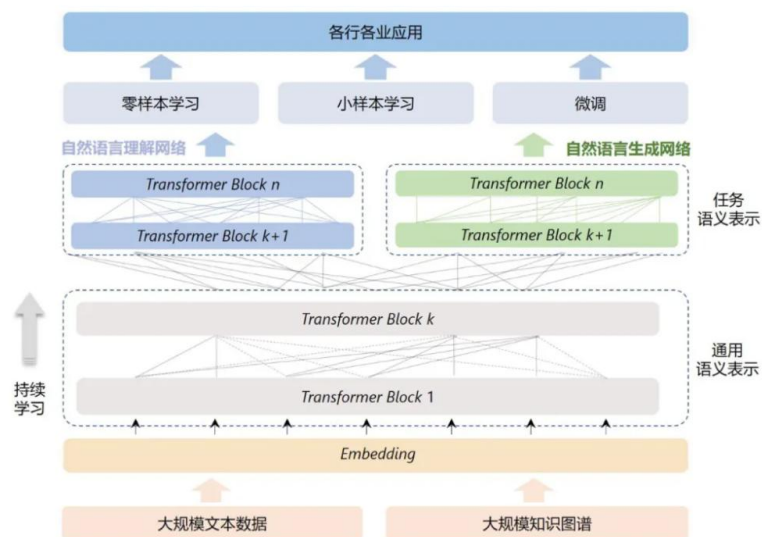 各行各业应用
零样本学习
小样本学习
微调
自然语言理解网络
自然语言生成网络
Transformer Block n
Transformer Block n
任务
语义表示
Transformer Block k+1
Transformer Block k+1
Transformer Block k
通用
语义表示
持续
学习
Transformer Block 1
Embedding
大规模文本数据
大规模知识图谱